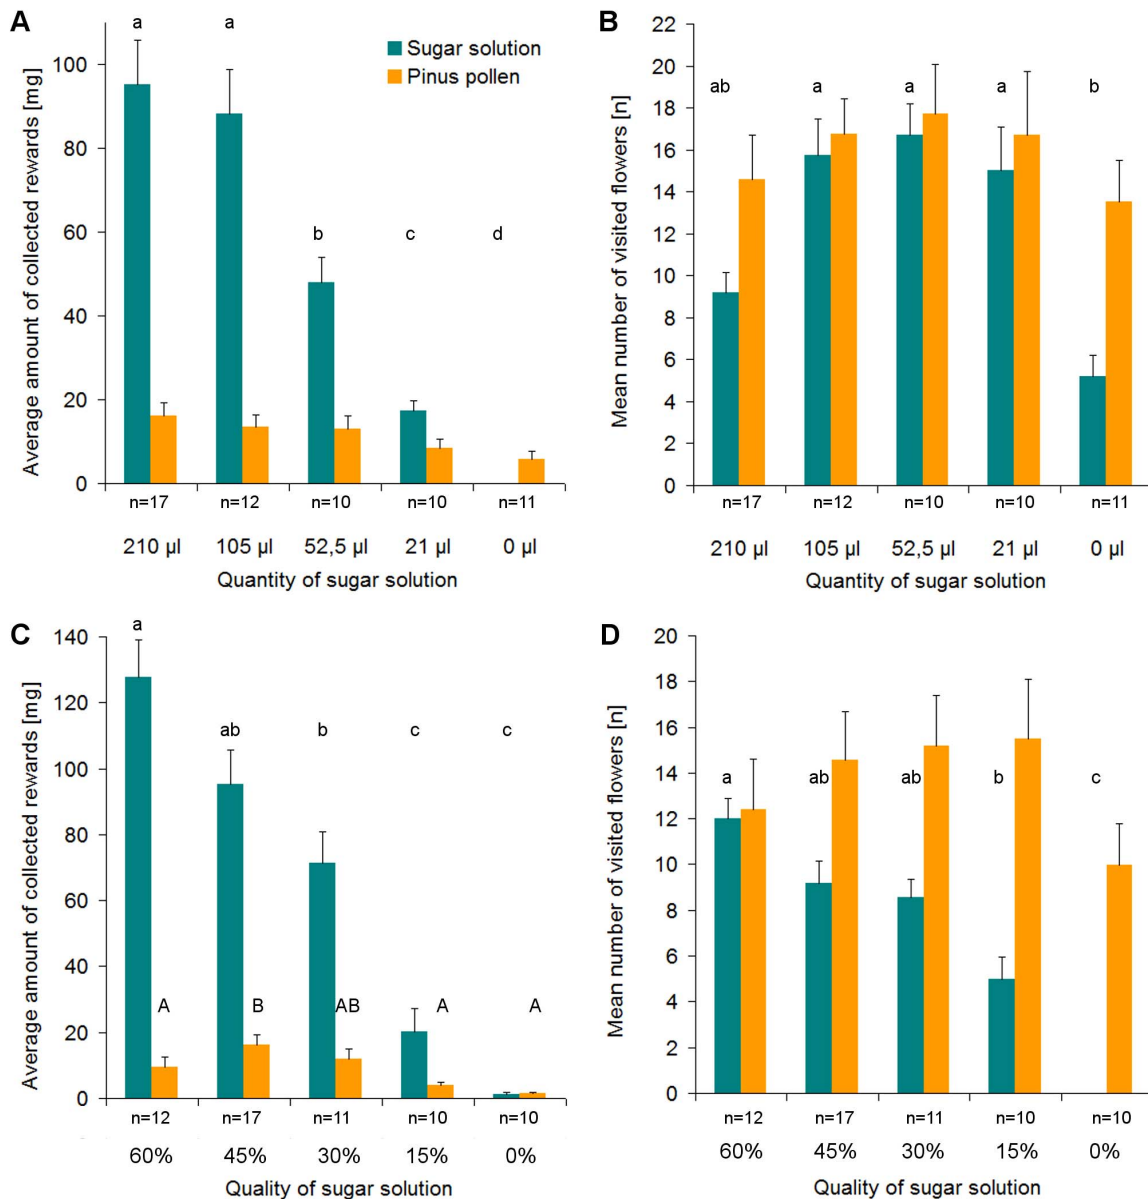 A
Average amount of collected rewards [mg]
100
80
60
40
20
0
a
a
b
c
d
Sugar solution
Pinus pollen
n=17
n=12
n=10
n=10
n=11
210 µl
105 µl
52,5 µl
21 µl
0 µl
Quantity of sugar solution
B
Mean number of visited flowers [n]
22
20
18
16
14
12
10
8
6
4
2
0
ab
a
a
a
b
n=17
n=12
n=10
n=10
n=11
210 µl
105 µl
52,5 µl
21 µl
0 µl
Quantity of sugar solution
C
Average amount of collected rewards [mg]
140
120
100
80
60
40
20
0
a
ab
b
c
c
A
B
AB
A
A
n=12
n=17
n=11
n=10
n=10
60%
45%
30%
15%
0%
Quality of sugar solution
D
Mean number of visited flowers [n]
20
18
16
14
12
10
8
6
4
2
0
a
ab
ab
b
c
n=12
n=17
n=11
n=10
n=10
60%
45%
30%
15%
0%
Quality of sugar solution